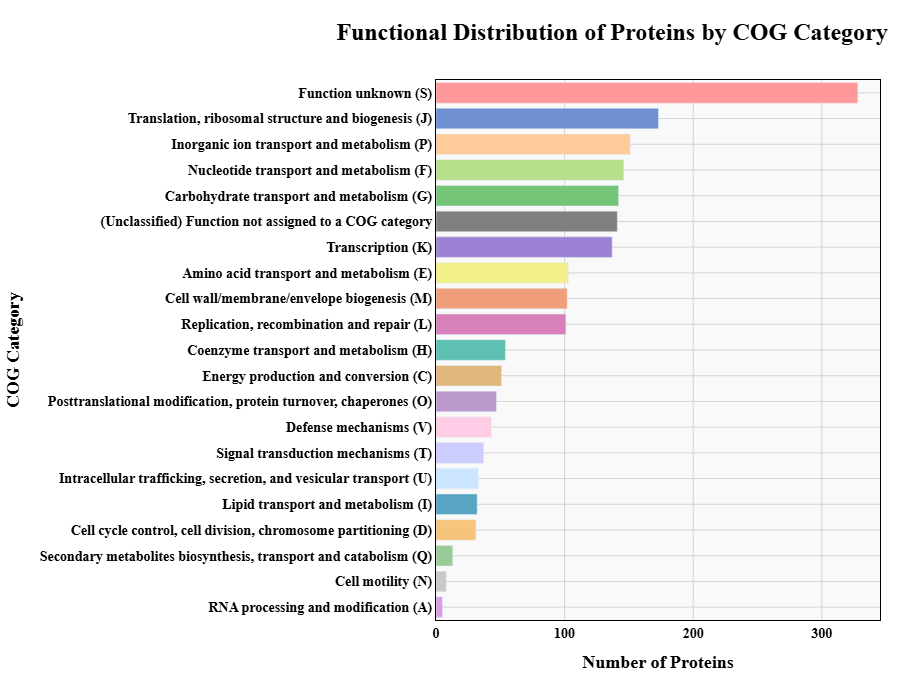 Functional Distribution of Proteins by COG Category
Function unknown (S)
Translation, ribosomal structure and biogenesis (J)
Inorganic ion transport and metabolism (P)
Nucleotide transport and metabolism (F)
Carbohydrate transport and metabolism (G)
(Unclassified) Function not assigned to a COG category
Transcription (K)
Amino acid transport and metabolism (E)
Cell wall/membrane/envelope biogenesis (M)
Replication, recombination and repair (L)
Coenzyme transport and metabolism (H)
Energy production and conversion (C)
Posttranslational modification, protein turnover, chaperones (O)
Defense mechanisms (V)
Signal transduction mechanisms (T)
Intracellular trafficking, secretion, and vesicular transport (U)
Lipid transport and metabolism (I)
Cell cycle control, cell division, chromosome partitioning (D)
Secondary metabolites biosynthesis, transport and catabolism (Q)
Cell motility (N)
RNA processing and modification (A)
COG Category
0 100 200 300
Number of Proteins